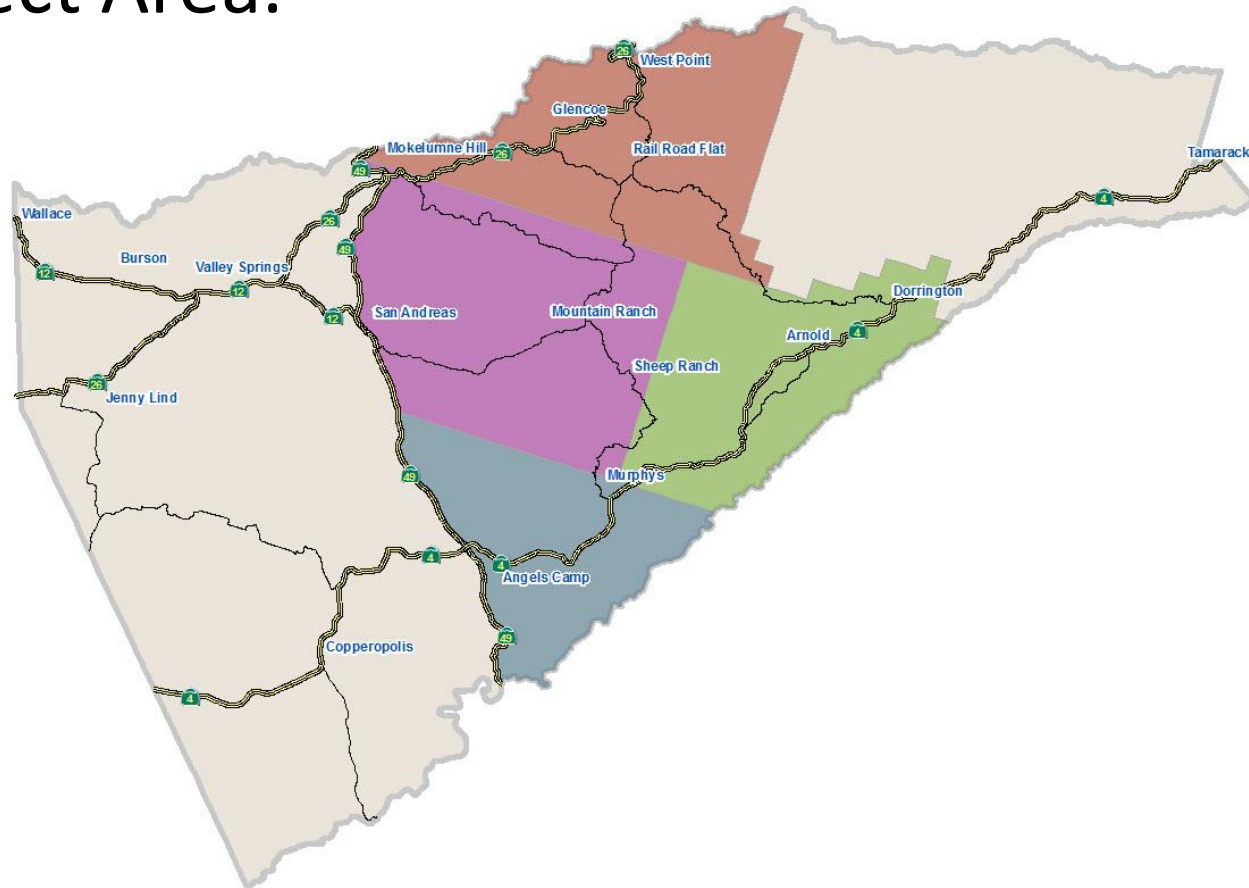 ect Area:
26
West Point
Glencoe
Mokelumne Hill
26
Rail Road Flat
49
Tamarack
4
Wallace
26
49
Burson
Valley Springs
12
12
12
San Andreas
Mountain Ranch
Dorrington
Arnold
4
Sheep Ranch
26
Jenny Lind
49
Murphys
4
4
Angels Camp
49
Copperopolis
4